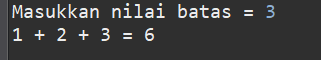 Masukkan nilai batas = 3
1 + 2 + 3 = 6